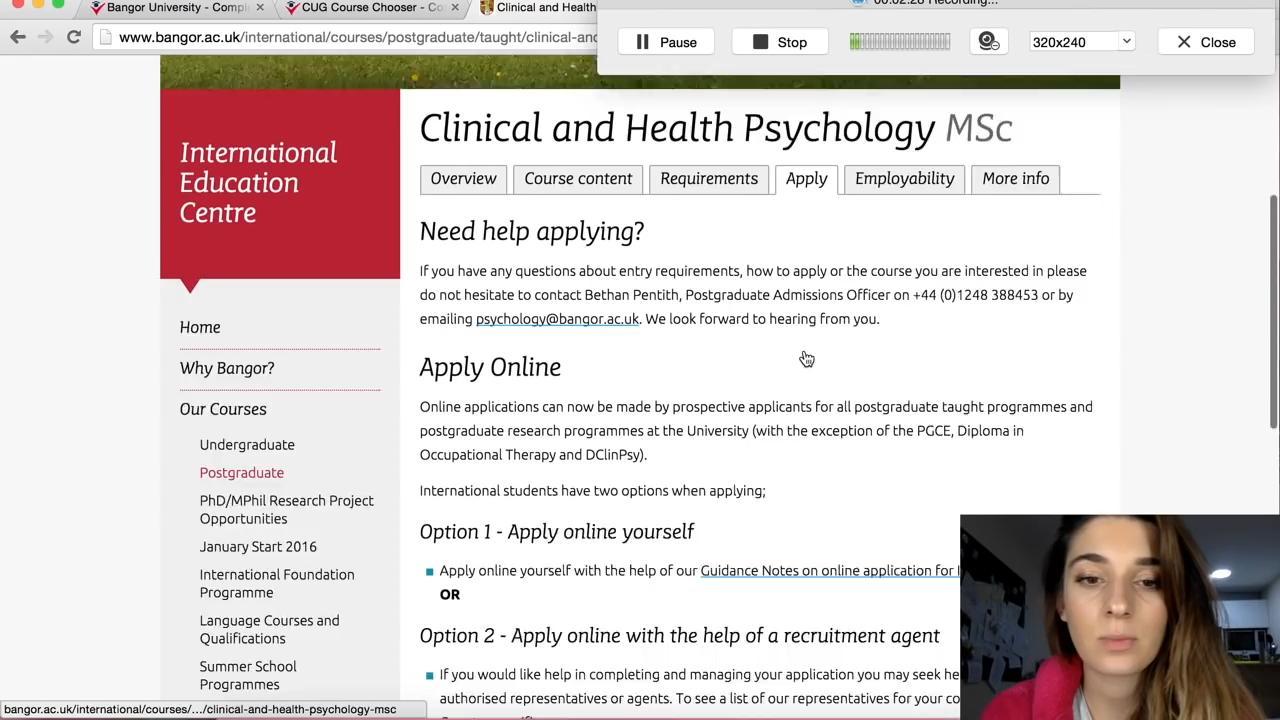 Bangor University - Comple
CUG Course Chooser - Co
Clinical and Health
Recording...
www.bangor.ac.uk/international/courses/postgraduate/taught/clinical-an
Pause
Stop
320x240
Close
International
Education
Centre
Clinical and Health Psychology MSc
Overview
Course content
Requirements
Apply
Employability
More info
Need help applying?
If you have any questions about entry requirements, how to apply or the course you are interested in please
do not hesitate to contact Bethan Pentith, Postgraduate Admissions Officer on +44 (0)1248 388453 or by
emailing psychology@bangor.ac.uk. We look forward to hearing from you.
Home
Why Bangor?
Our Courses
Undergraduate
Postgraduate
PhD/MPhil Research Project
Opportunities
January Start 2016
International Foundation
Programme
Language Courses and
Qualifications
Summer School
Programmes
Apply Online
Online applications can now be made by prospective applicants for all postgraduate taught programmes and
postgraduate research programmes at the University (with the exception of the PGCE, Diploma in
Occupational Therapy and DClinPsy).
International students have two options when applying;
Option 1 - Apply online yourself
Apply online yourself with the help of our Guidance Notes on online application for
OR
Option 2 - Apply online with the help of a recruitment agent
If you would like help in completing and managing your application you may seek he
authorised representatives or agents. To see a list of our representatives for your co
bangor.ac.uk/international/courses/.../clinical-and-health-psychology-msc